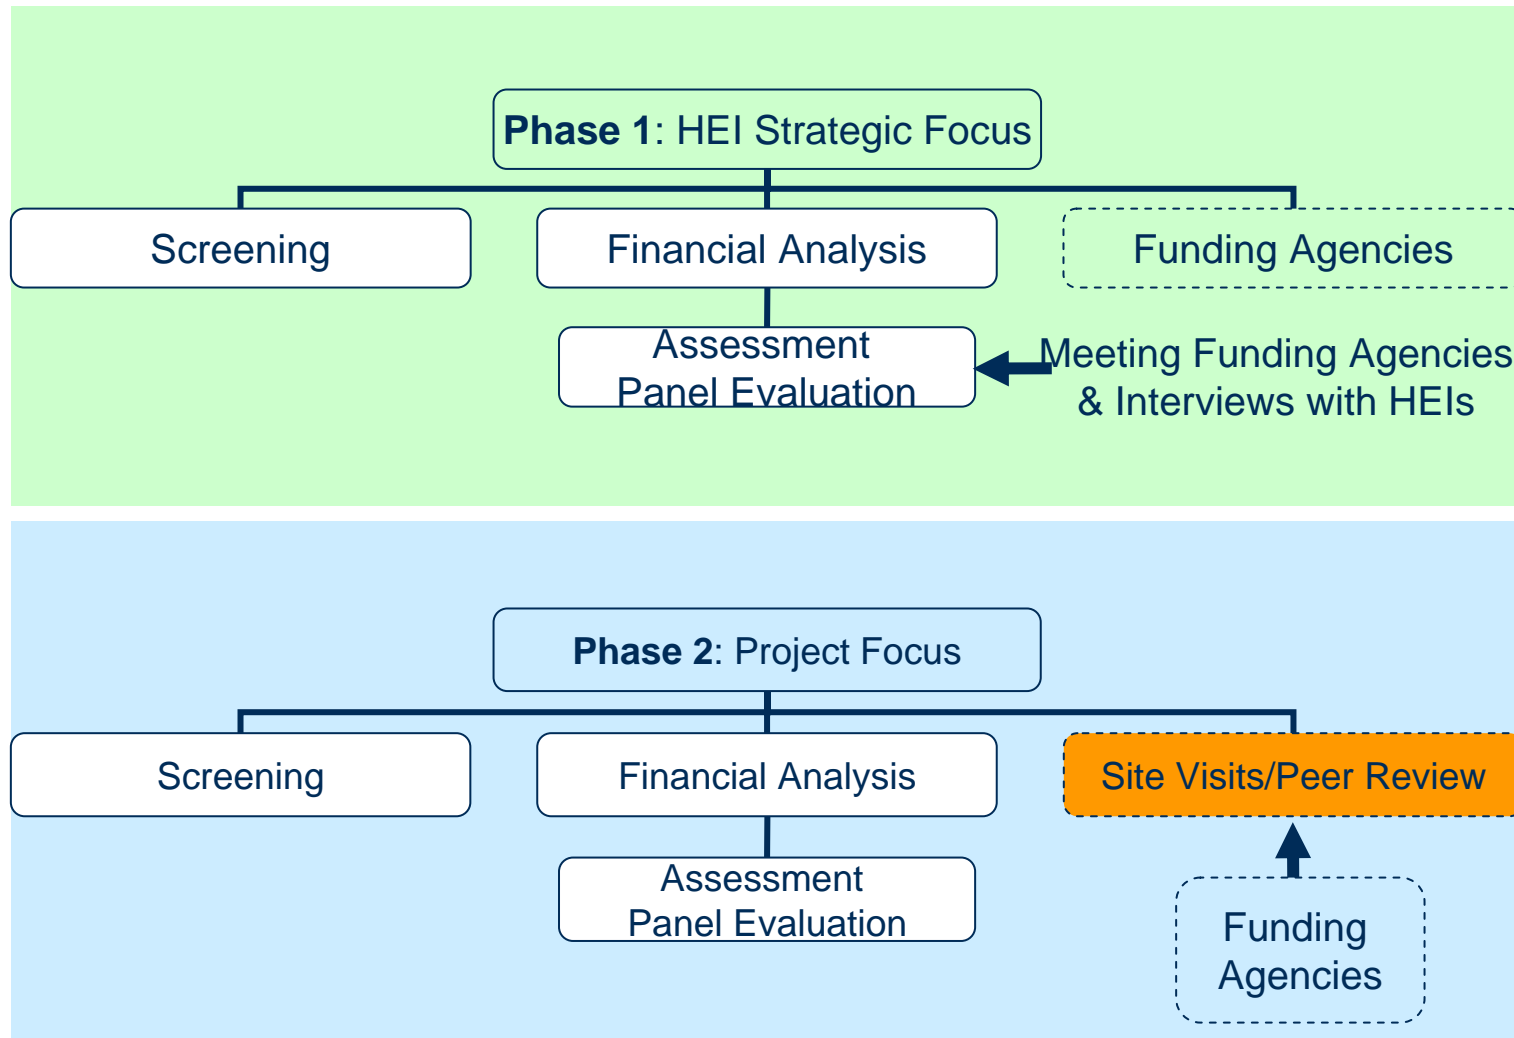 Phase 1: HEI Strategic Focus
Screening
Financial Analysis
Funding Agencies
Assessment
Panel Evaluation
Meeting Funding Agencies
& Interviews with HEIs
Phase 2: Project Focus
Screening
Financial Analysis
Site Visits/Peer Review
Assessment
Panel Evaluation
Funding
Agencies